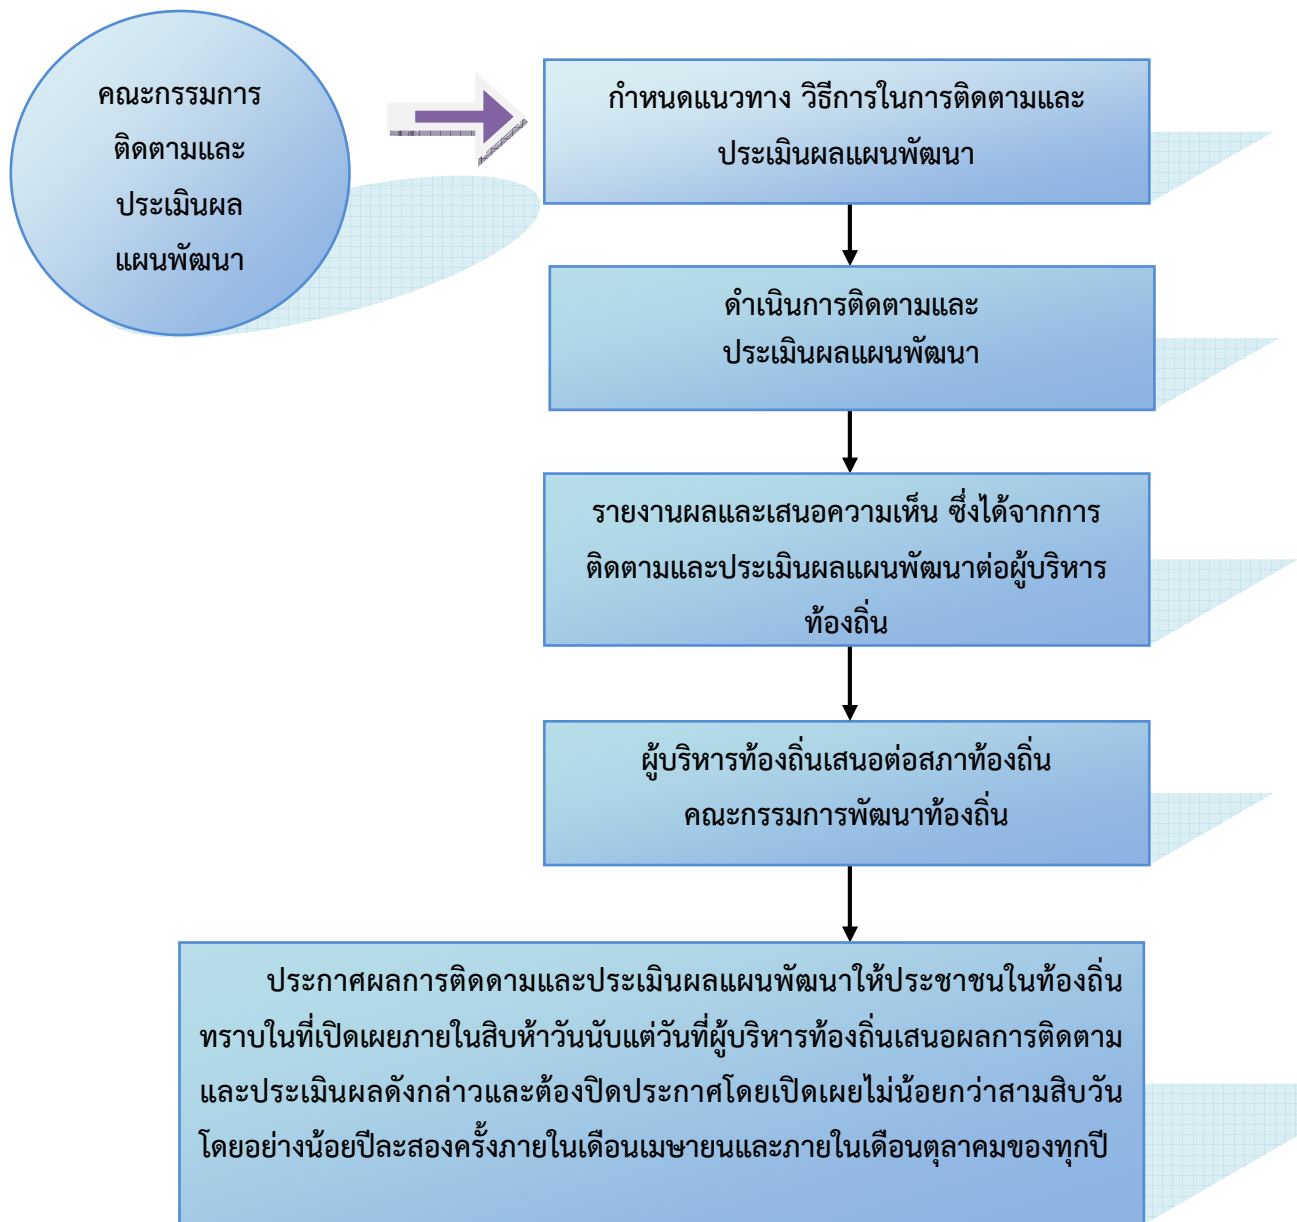 คณะกรรมการ
ติดตามและ
ประเมินผล
แผนพัฒนา
กำหนดแนวทาง วิธีการในการติดตามและ
ประเมินผลแผนพัฒนา
ดำเนินการติดตามและ
ประเมินผลแผนพัฒนา
รายงานผลและเสนอความเห็น ซึ่งได้จากการ
ติดตามและประเมินผลแผนพัฒนาต่อผู้บริหาร
ท้องถิ่น
ผู้บริหารท้องถิ่นเสนอต่อสภาท้องถิ่น
คณะกรรมการพัฒนาท้องถิ่น
ประกาศผลการติดดามและประเมินผลแผนพัฒนาให้ประชาชนในท้องถิ่น
ทราบในที่เปิดเผยภายในสิบห้าวันนับแต่วันที่ผู้บริหารท้องถิ่นเสนอผลการติดตาม
และประเมินผลดังกล่าวและต้องปิดประกาศโดยเปิดเผยไม่น้อยกว่าสามสิบวัน
โดยอย่างน้อยปีละสองครั้งภายในเดือนเมษายนและภายในเดือนตุลาคมของทุกปี